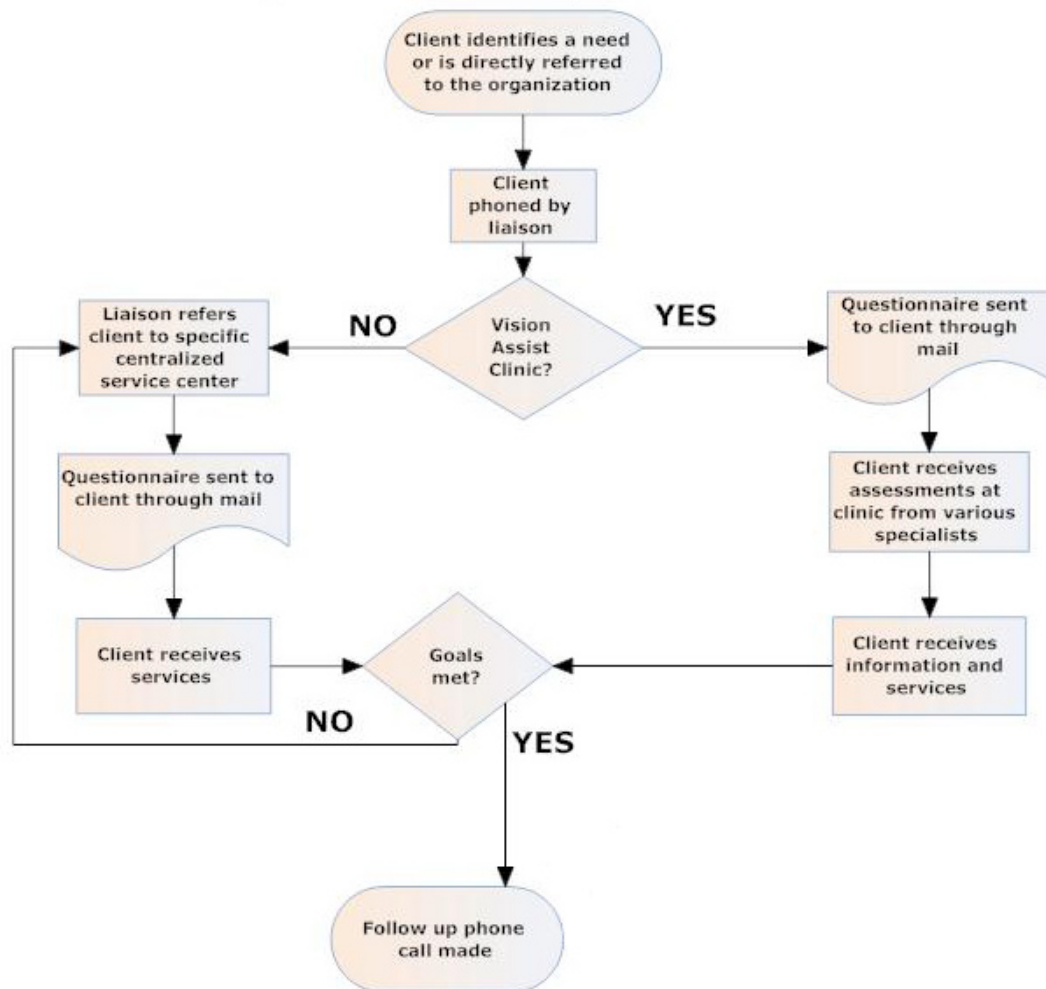 Client identifies a need
or is directly referred
to the organization
Client
phoned by
liaison
Vision
Assist
Clinic?
NO
YES
Liaison refers
client to specific
centralized
service center
Questionnaire sent to
client through mail
Client receives
services
Questionnaire sent
to client through
mail
Client receives
assessments at
clinic from various
specialists
Client receives
information and
services
Goals
met?
NO
YES
Follow up phone
call made